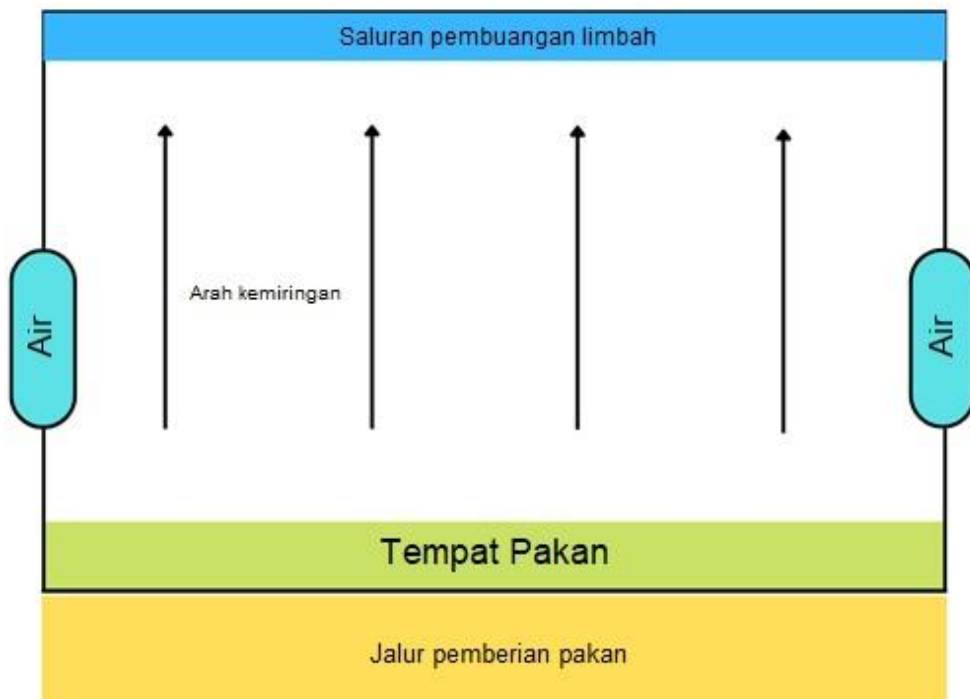 Saluran pembuangan limbah
Arah kemiringan
Air
Air
Tempat Pakan
Jalur pemberian pakan